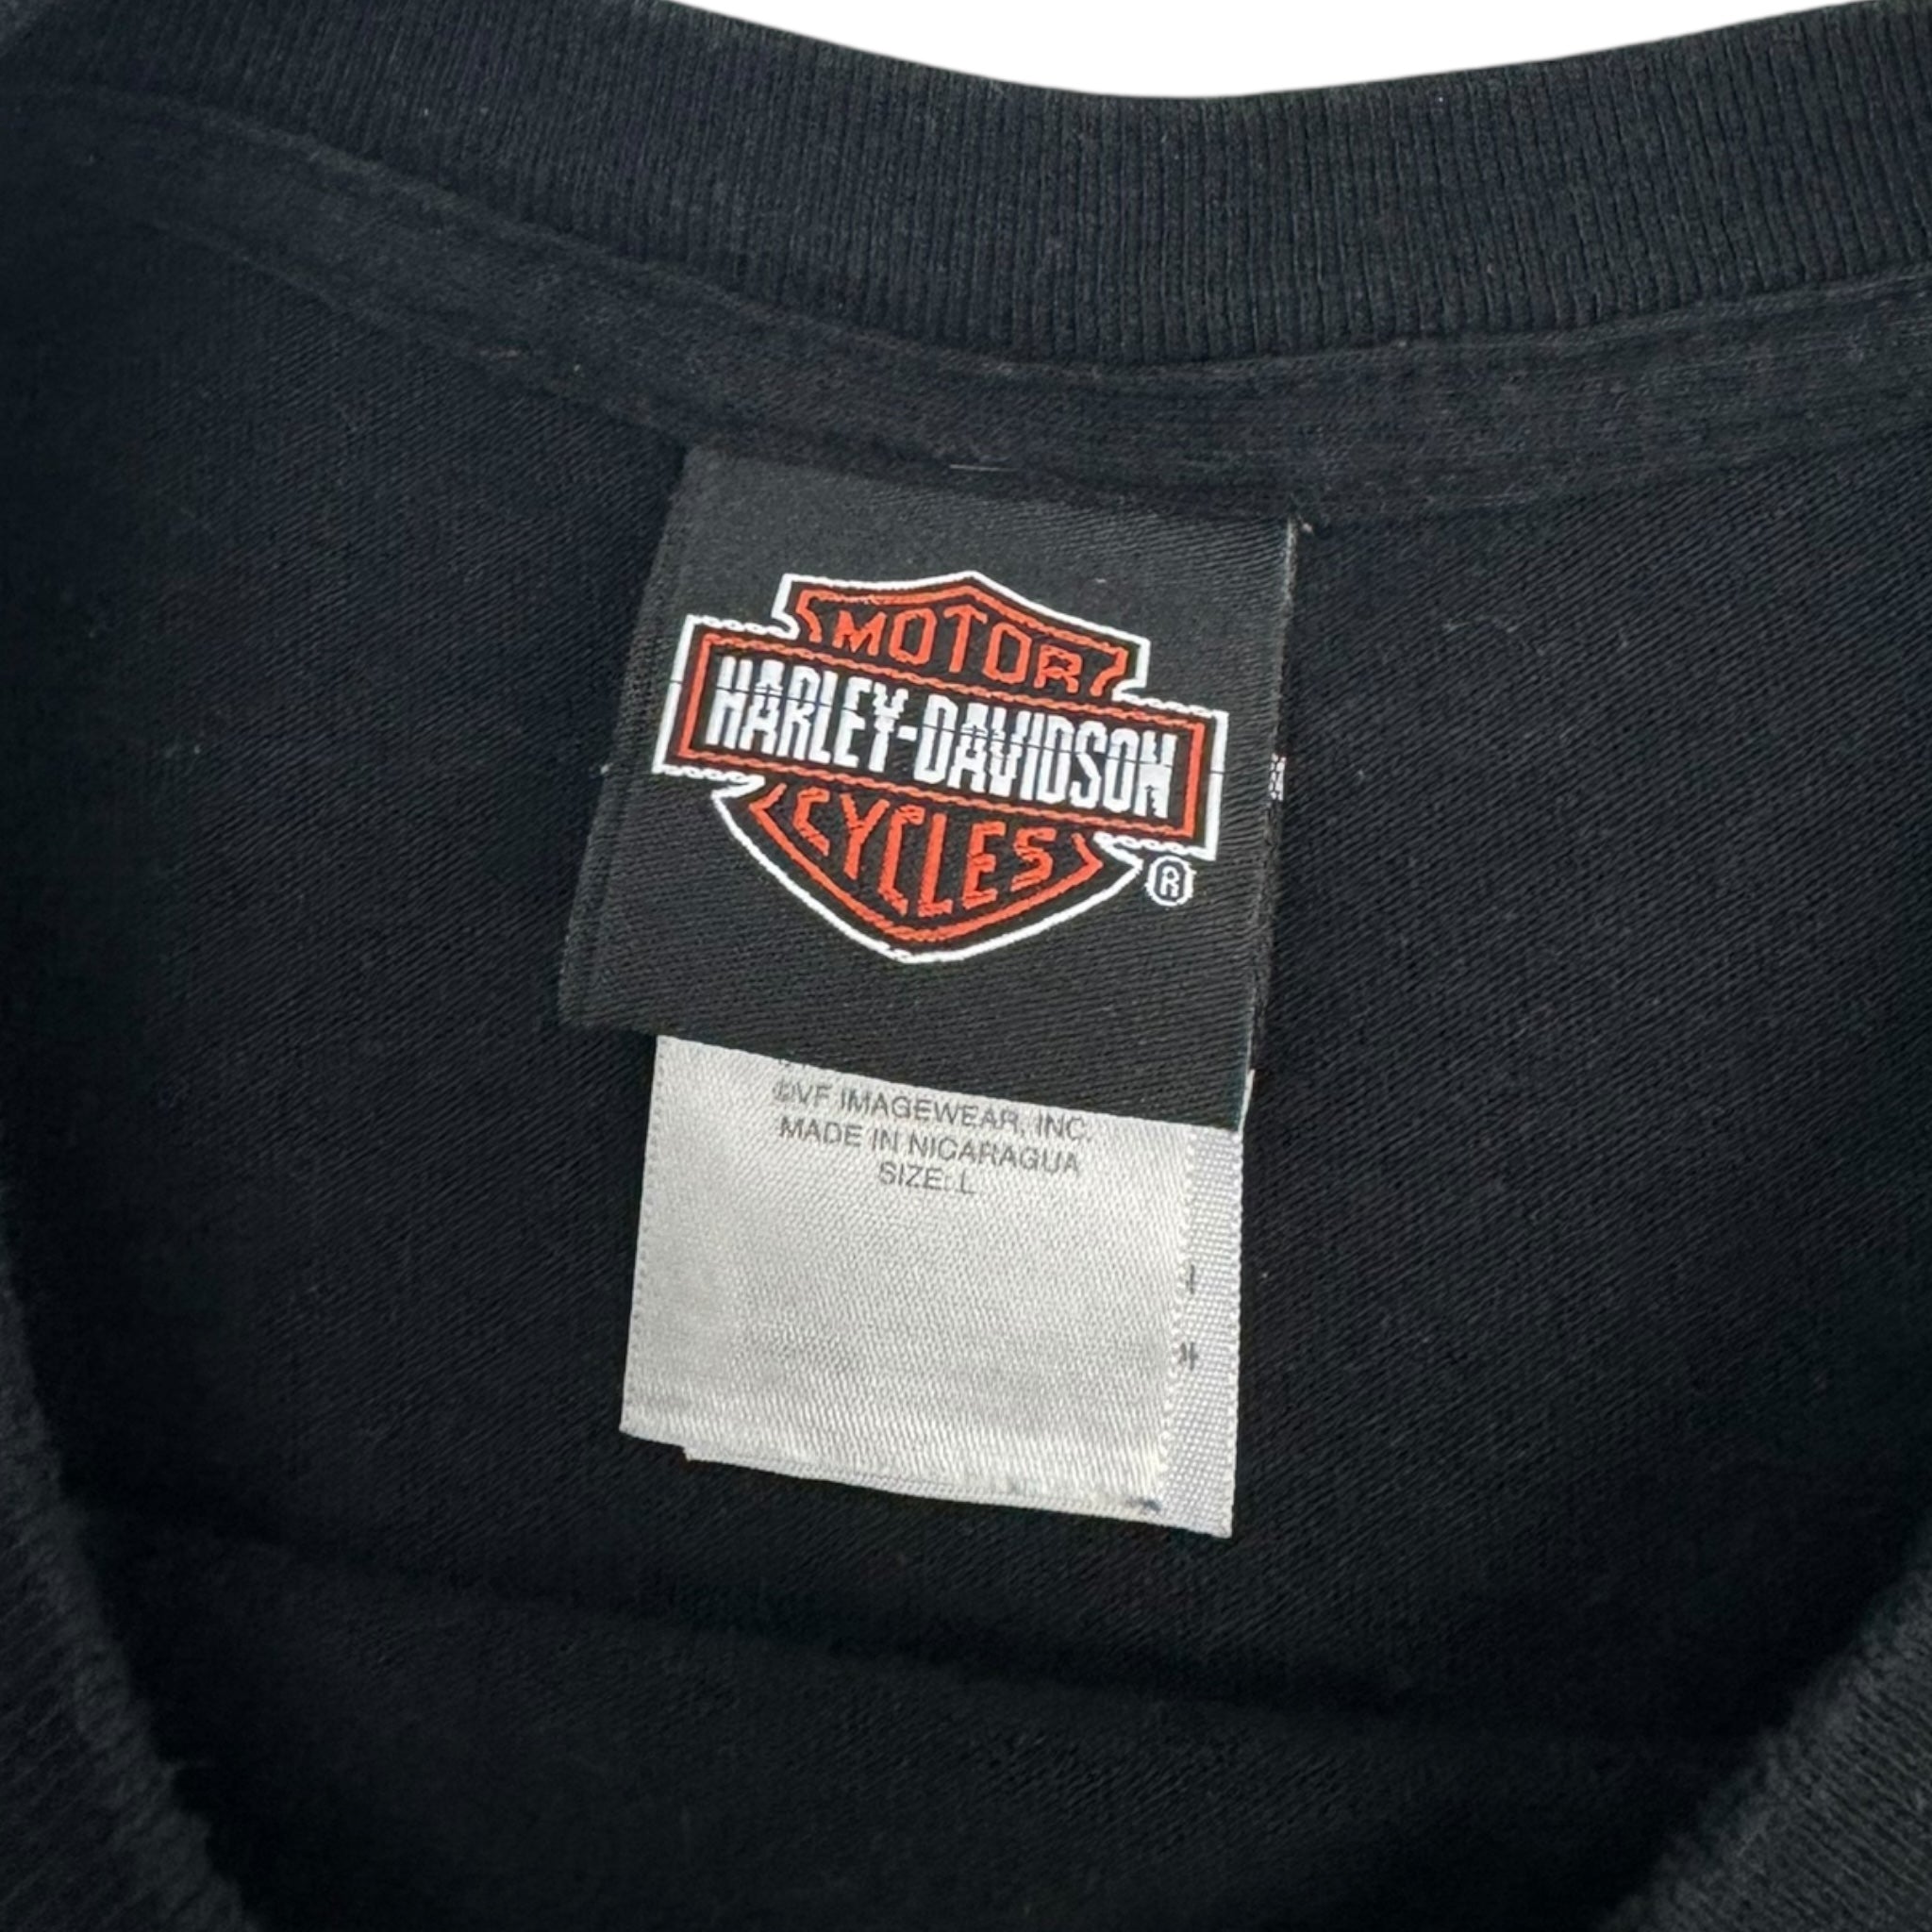 MOTOR
HARLEY-DAVIDSON
CYCLES
®
©VF IMAGEWEAR, INC.
MADE IN NICARAGUA
SIZE: L